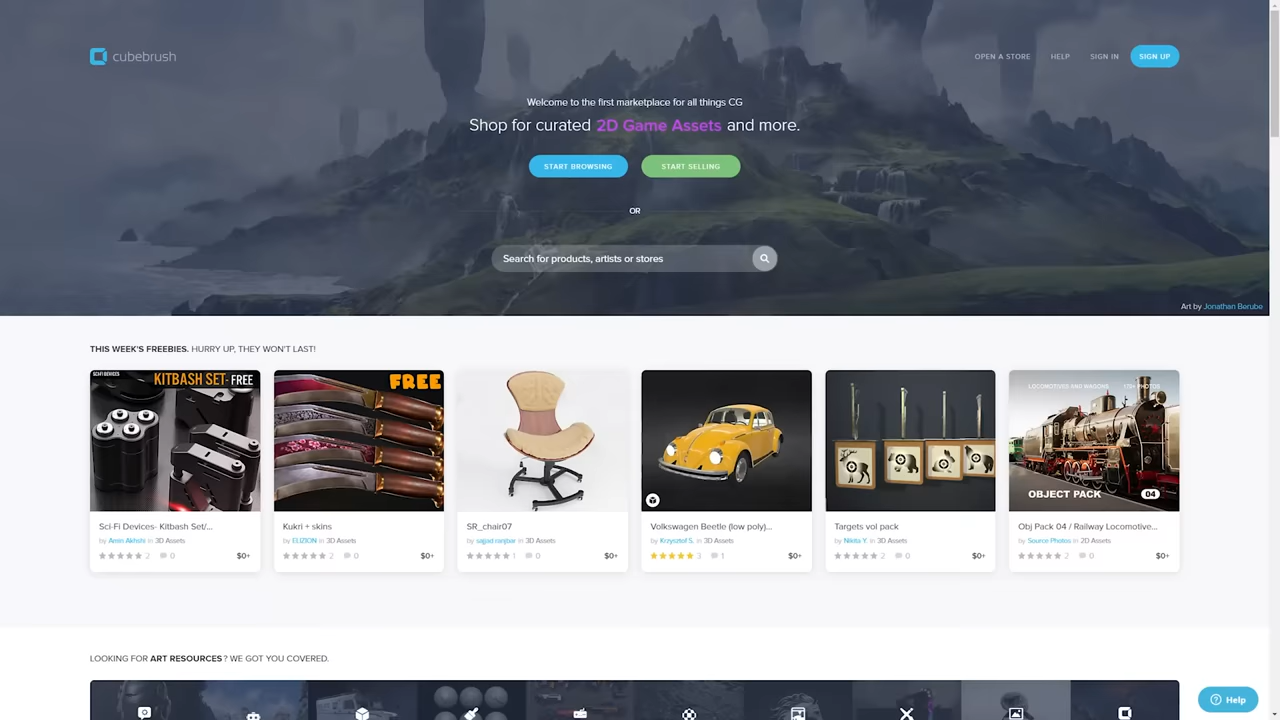 cubebrush
OPEN A STORE HELP SIGN IN SIGN UP
Welcome to the first marketplace for all things CG
Shop for curated 2D Game Assets and more.
START BROWSING START SELLING
OR
Search for products, artists or stores
Art by Jonathan Berube
THIS WEEK'S FREEBIES. HURRY UP, THEY WON'T LAST!
SCI-FI DEVICES
KITBASH SET- FREE
FREE
LOCOMOTIVES AND WAGONS 170+ PHOTOS
OBJECT PACK 04
Sci-Fi Devices- Kitbash Set/...
by Amin Akhshi in 3D Assets
2 0 $0+
Kukri + skins
by ELIZION in 3D Assets
2 0 $0+
SR_chair07
by sajjad ranjbar in 3D Assets
1 0 $0+
Volkswagen Beetle (low poly)...
by Krzysztof S. in 3D Assets
3 1 $0+
Targets vol pack
by Nikita Y. in 3D Assets
2 0 $0+
Obj Pack 04 / Railway Locomotive...
by Source Photos in 2D Assets
2 0 $0+
LOOKING FOR ART RESOURCES? WE GOT YOU COVERED.
Help